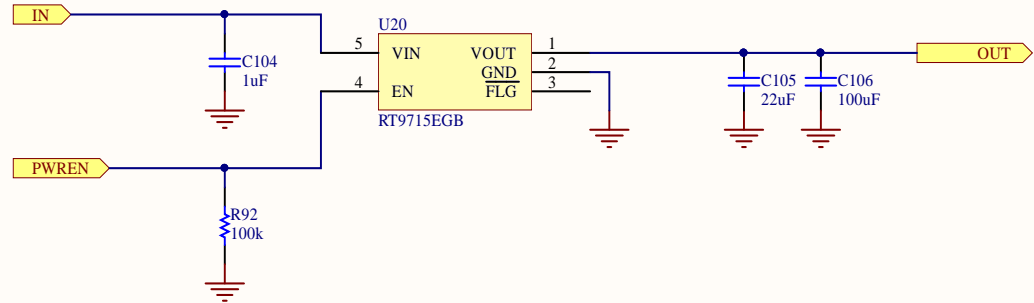 IN
U20
5
VIN
VOUT
1
OUT
C104
1uF
GND
2
4
EN
FLG
3
C105
22uF
C106
100uF
RT9715EGB
PWREN
R92
100k